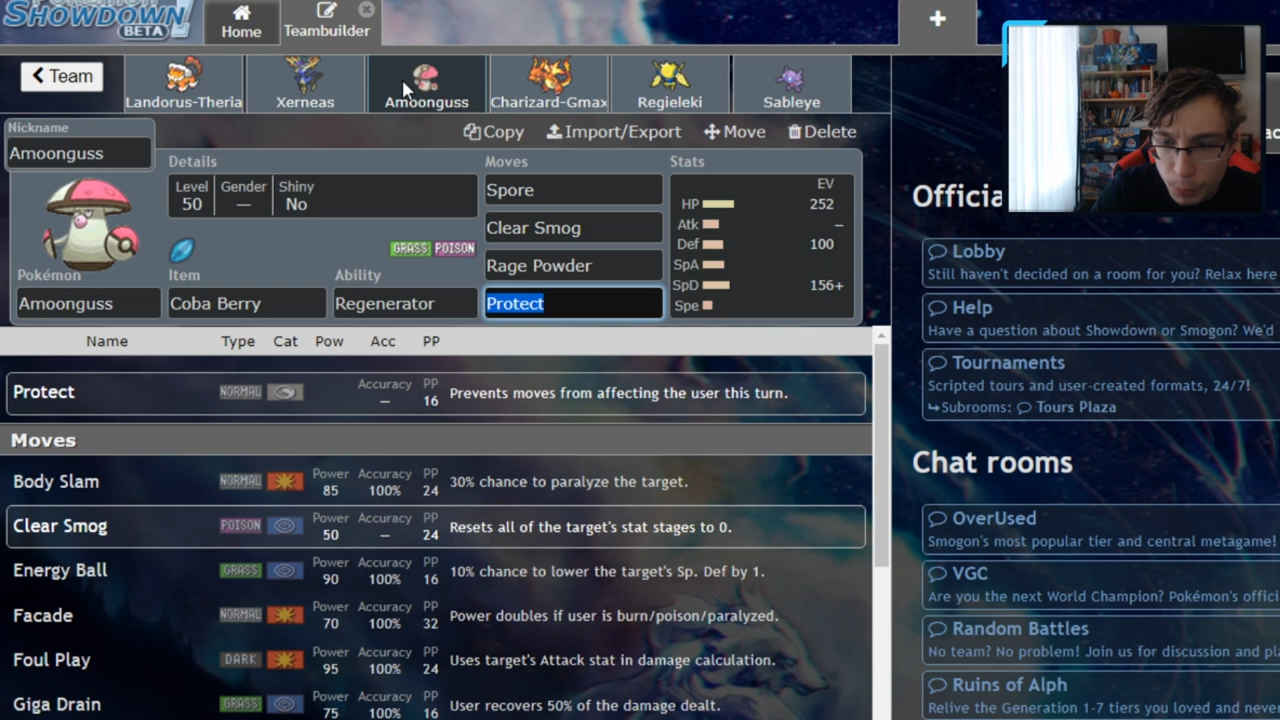 SHOWDOWN!
BETA
Home
Teambuilder
+
Team
Landorus-Theria
Xerneas
Amoonguss
Charizard-Gmax
Regieleki
Sableye
Nickname
Amoonguss
Copy
Import/Export
Move
Delete
Details
Level Gender Shiny
50 — No
GRASS POISON
Pokémon
Amoonguss
Item
Coba Berry
Ability
Regenerator
Moves
Spore
Clear Smog
Rage Powder
Protect
Stats
EV
HP 252
Atk –
Def 100
SpA
SpD 156+
Spe
Name Type Cat Pow Acc PP
Protect NORMAL Accuracy — PP 16 Prevents moves from affecting the user this turn.
Moves
Body Slam NORMAL Power 85 Accuracy 100% PP 24 30% chance to paralyze the target.
Clear Smog POISON Power 50 Accuracy — PP 24 Resets all of the target's stat stages to 0.
Energy Ball GRASS Power 90 Accuracy 100% PP 16 10% chance to lower the target's Sp. Def by 1.
Facade NORMAL Power 70 Accuracy 100% PP 32 Power doubles if user is burn/poison/paralyzed.
Foul Play DARK Power 95 Accuracy 100% PP 24 Uses target's Attack stat in damage calculation.
Giga Drain GRASS Power 75 Accuracy 100% PP 16 User recovers 50% of the damage dealt.
Officia
Lobby
Still haven't decided on a room for you? Relax here
Help
Have a question about Showdown or Smogon? We'd
Tournaments
Scripted tours and user-created formats, 24/7!
↳Subrooms: Tours Plaza
Chat rooms
OverUsed
Smogon's most popular tier and central metagame!
VGC
Are you the next World Champion? Pokémon's offici
Random Battles
No team? No problem! Join us for discussion and pl
Ruins of Alph
Relive the Generation 1-7 tiers you loved and neve